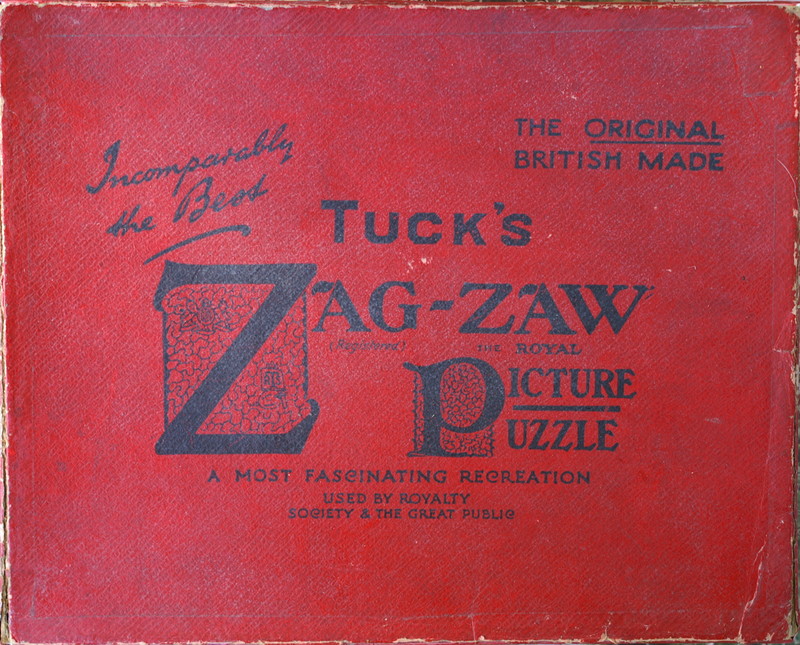 Incomparably
the Best
THE ORIGINAL
BRITISH MADE
TUCK'S
ZAG-ZAW
(Registered)
THE ROYAL
PICTURE
PUZZLE
A MOST FASCINATING RECREATION
USED BY ROYALTY
SOCIETY & THE GREAT PUBLIC